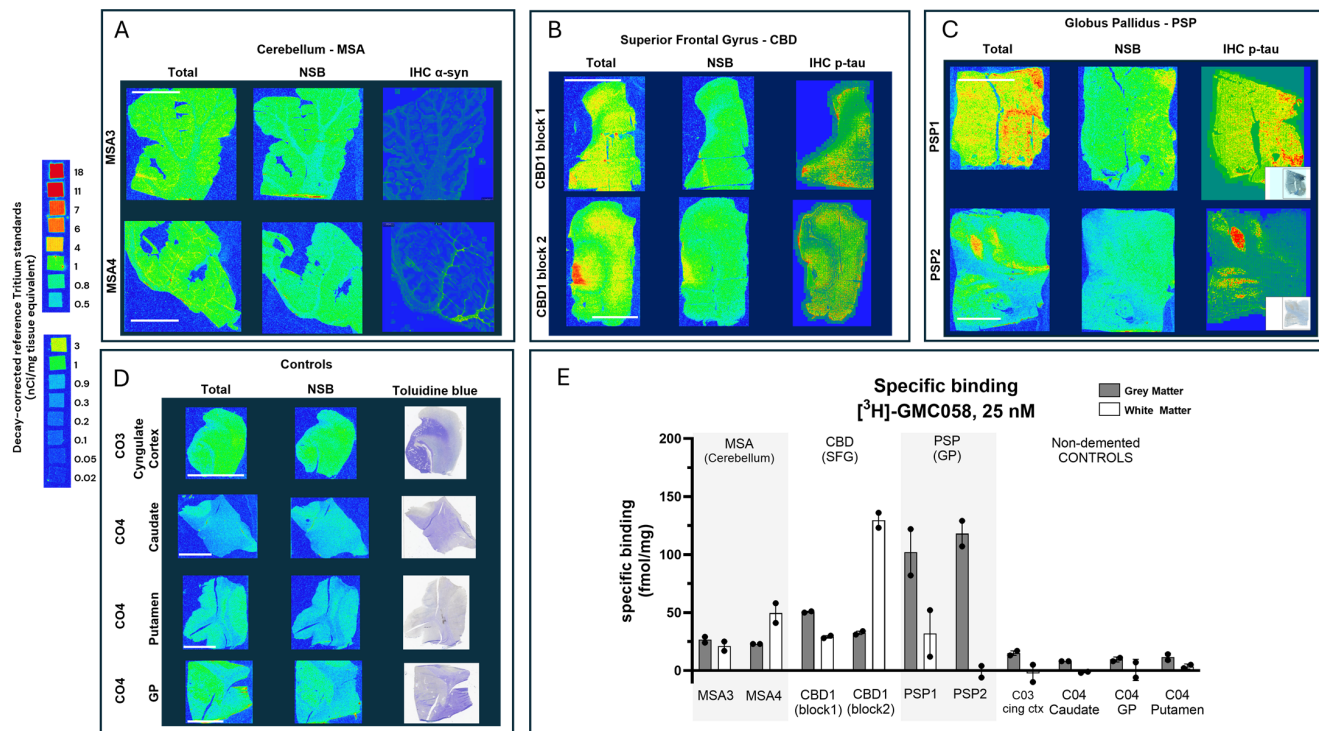 A
Cerebellum - MSA
Total NSB IHC α-syn
MSA3
MSA4
B
Superior Frontal Gyrus - CBD
Total NSB IHC p-tau
CBD1 block 1
CBD1 block 2
C
Globus Pallidus - PSP
Total NSB IHC p-tau
PSP1
PSP2
Decay-corrected reference Tritium standards
(nCi/mg tissue equivalent)
18
11
7
6
4
1
0.8
0.5
3
1
0.9
0.3
0.2
0.1
0.05
0.02
D
Controls
Total NSB Toluidine blue
CO3
Cyngulate
Cortex
CO4
Caudate
CO4
Putamen
CO4
GP
E
Specific binding
[³H]-GMC058, 25 nM
Grey Matter
White Matter
specific binding
(fmol/mg)
200
150
100
50
0
MSA
(Cerebellum)
CBD
(SFG)
PSP
(GP)
Non-demented
CONTROLS
MSA3
MSA4
CBD1
(block1)
CBD1
(block2)
PSP1
PSP2
C03
cing ctx
C04
Caudate
C04
GP
C04
Putamen